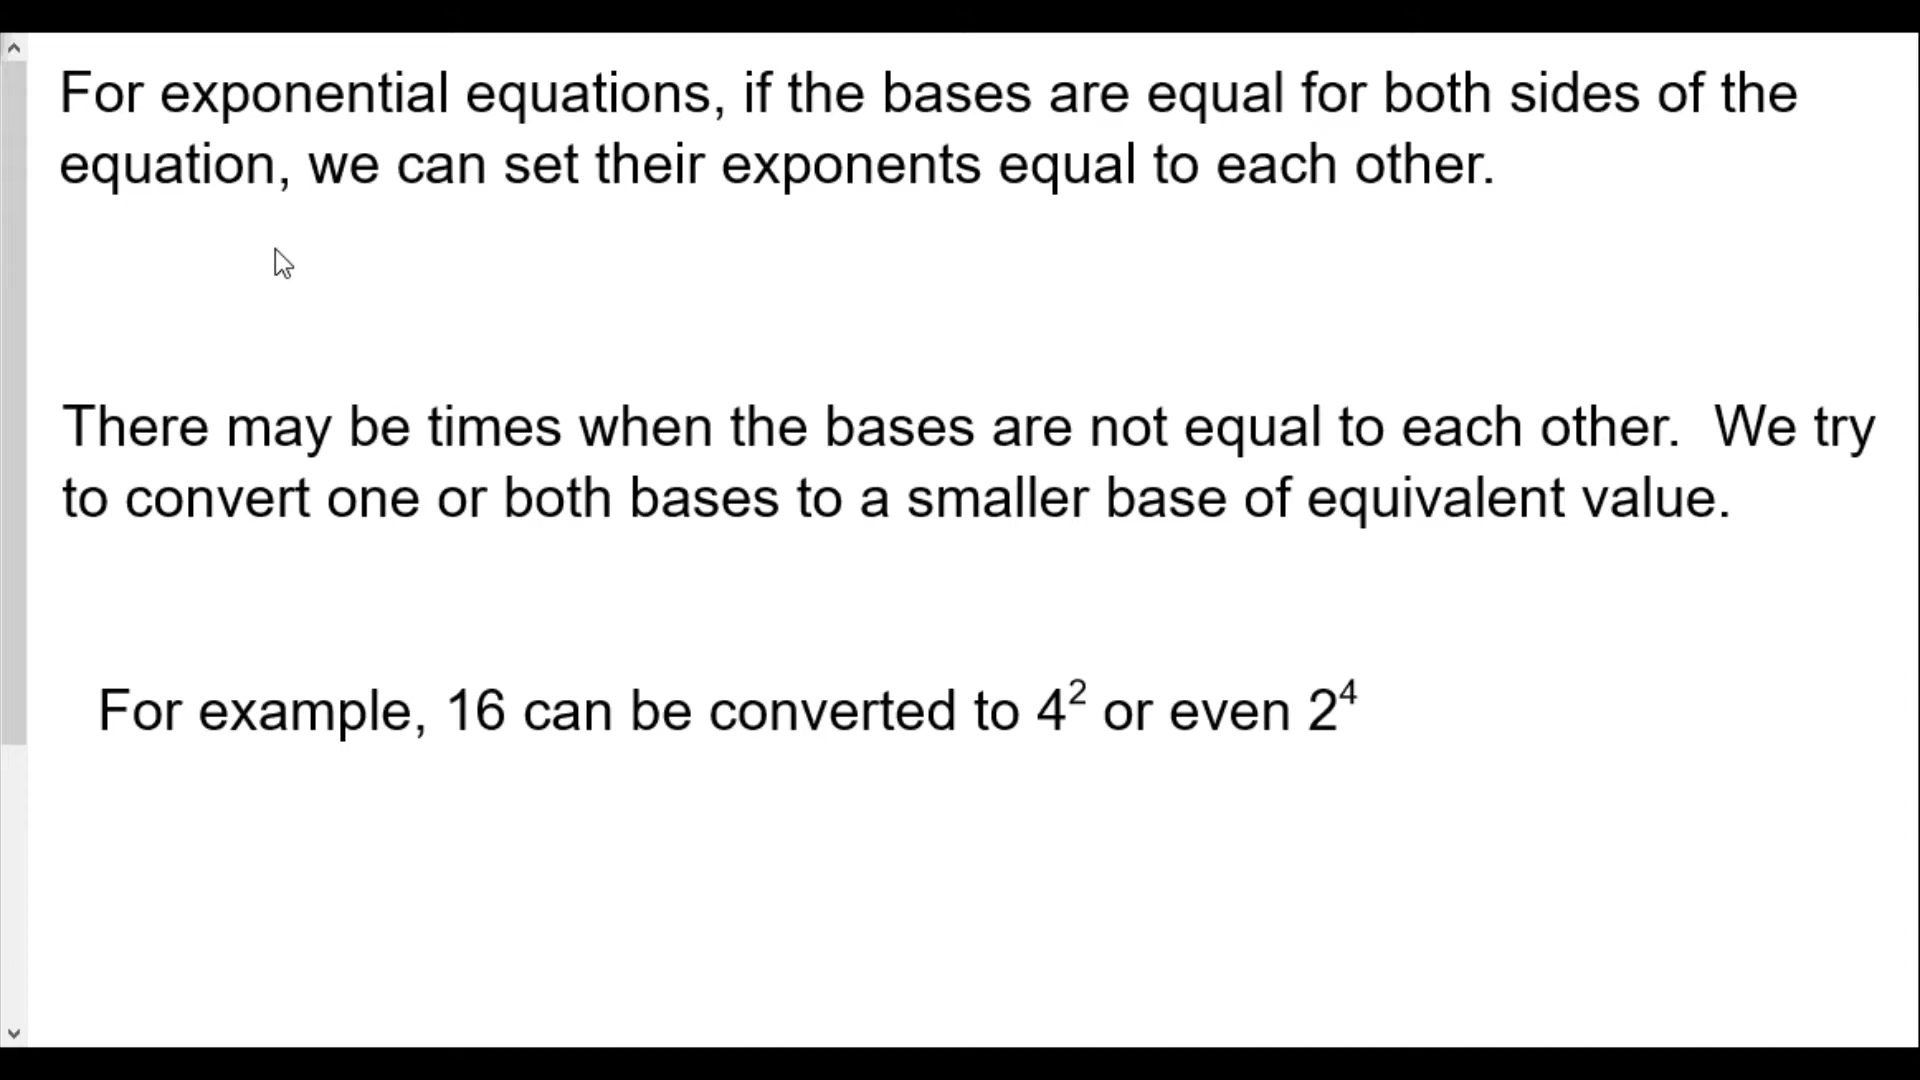 For exponential equations, if the bases are equal for both sides of the
equation, we can set their exponents equal to each other.
There may be times when the bases are not equal to each other.  We try
to convert one or both bases to a smaller base of equivalent value.
For example, 16 can be converted to 4² or even 2⁴